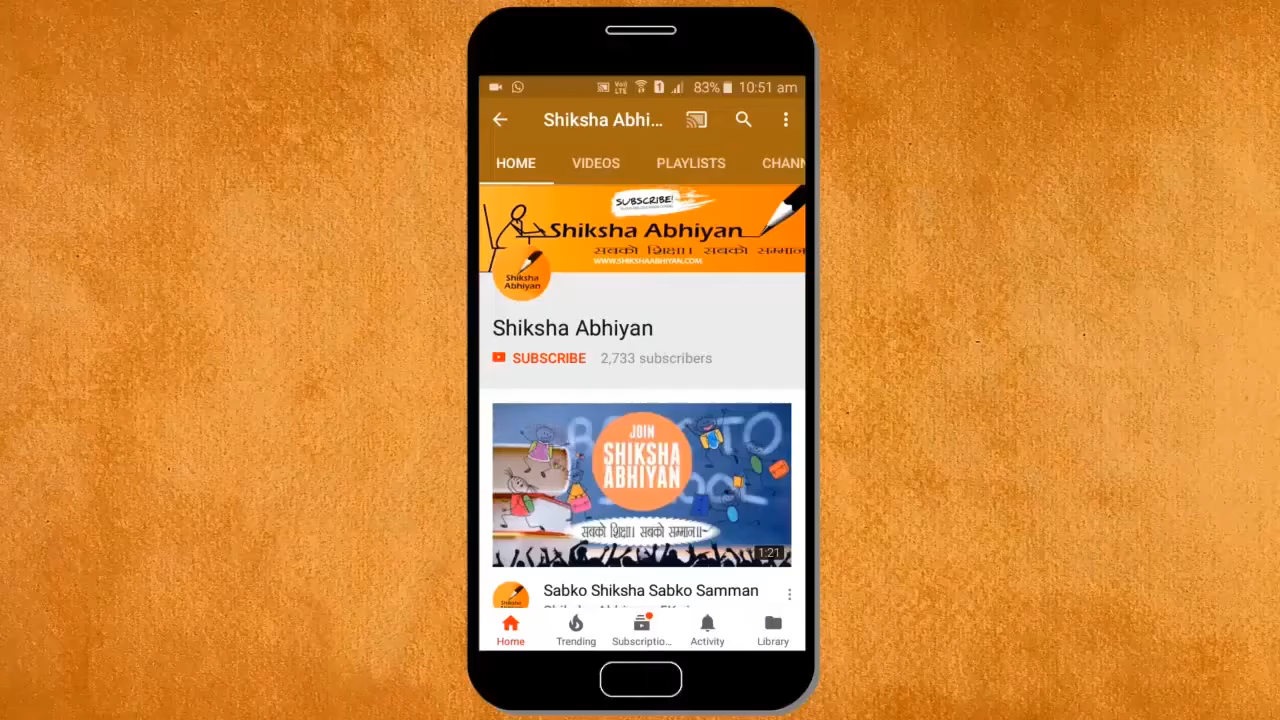 VoLTE 1 83% 10:51 am
Shiksha Abhi...
HOME VIDEOS PLAYLISTS CHANN
SUBSCRIBE!
Shiksha Abhiyan
सबको शिक्षा। सबको सम्मान
WWW.SHIKSHAABHIYAN.COM
Shiksha
Abhiyan
Shiksha Abhiyan
SUBSCRIBE 2,733 subscribers
JOIN
SHIKSHA
ABHIYAN
सबको शिक्षा। सबको सम्मान॥
1:21
Sabko Shiksha Sabko Samman
Home Trending Subscriptio... Activity Library